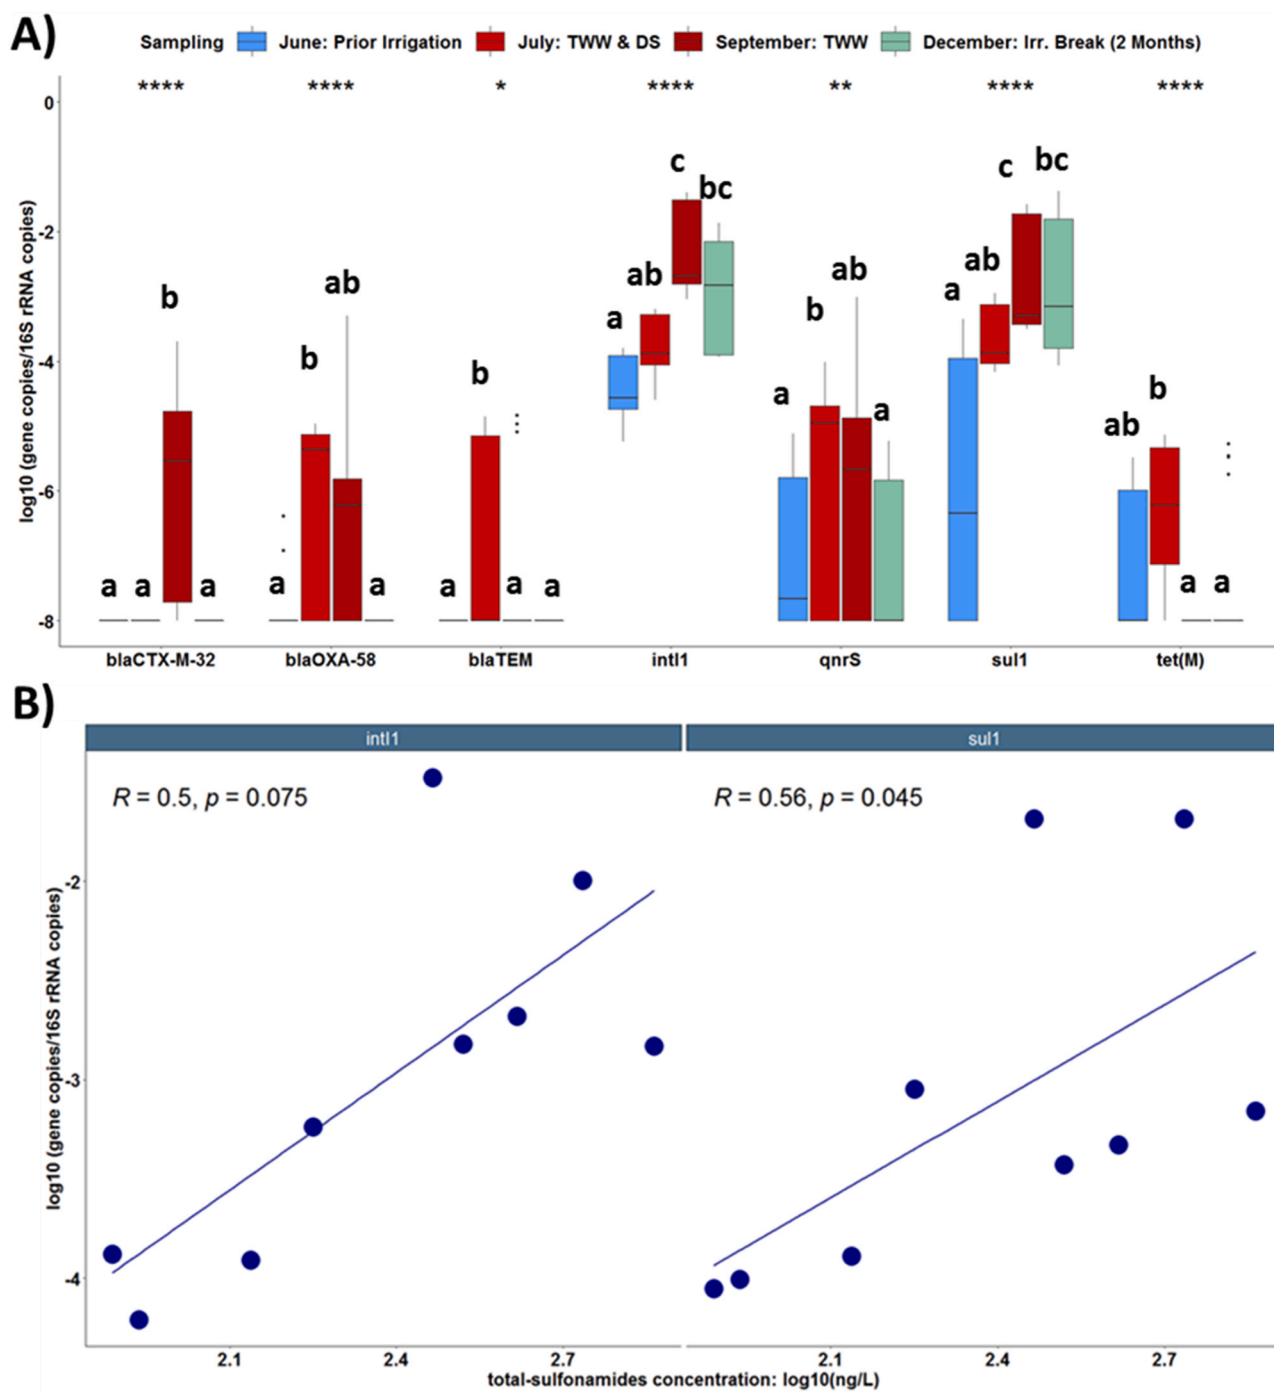 A)
Sampling June: Prior Irrigation July: TWW & DS September: TWW December: Irr. Break (2 Months)
**** **** * **** ** **** ****
0
-2
-4
-6
-8
log10 (gene copies/16S rRNA copies)
a a b a
a b ab a
a b a a
a ab c bc
a b ab a
a ab c bc
ab b a a
blaCTX-M-32 blaOXA-58 blaTEM intI1 qnrS sul1 tet(M)
B)
intI1 sul1
R = 0.5, p = 0.075 R = 0.56, p = 0.045
-2
-3
-4
log10 (gene copies/16S rRNA copies)
2.1 2.4 2.7 2.1 2.4 2.7
total-sulfonamides concentration: log10(ng/L)